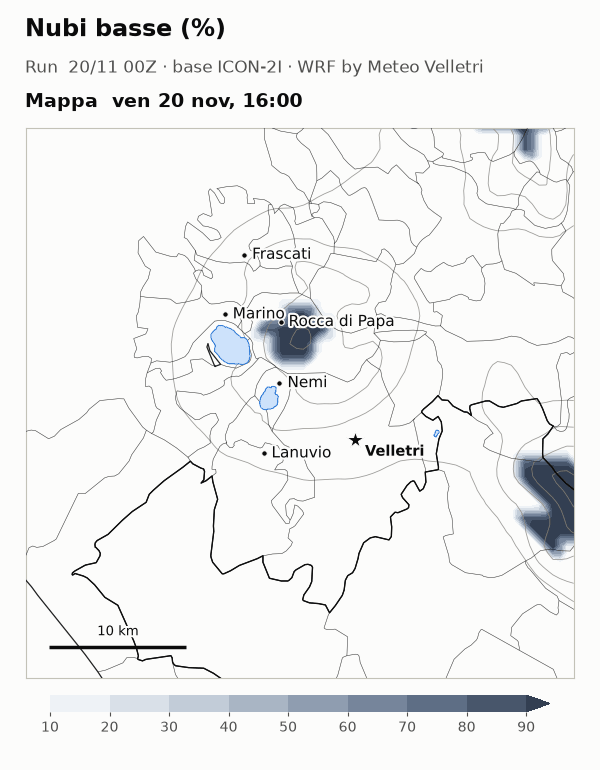 Nubi basse (%)
Run  20/11 00Z · base ICON-2I · WRF by Meteo Velletri
Mappa  ven 20 nov, 16:00
Frascati
Marino
Rocca di Papa
Nemi
Velletri
Lanuvio
10 km
10 20 30 40 50 60 70 80 90